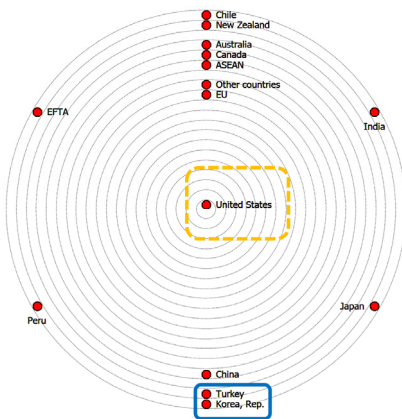 Chile
New Zealand
Australia
Canada
ASEAN
Other countries
EU
EFTA
India
United States
Peru
Japan
China
Turkey
Korea, Rep.